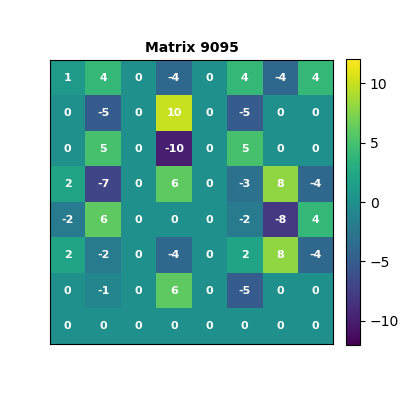 Matrix 9095
1 4 0 -4 0 4 -4 4
0 -5 0 10 0 -5 0 0
0 5 0 -10 0 5 0 0
2 -7 0 6 0 -3 8 -4
-2 6 0 0 0 -2 -8 4
2 -2 0 -4 0 2 8 -4
0 -1 0 6 0 -5 0 0
0 0 0 0 0 0 0 0
10
5
0
−5
−10